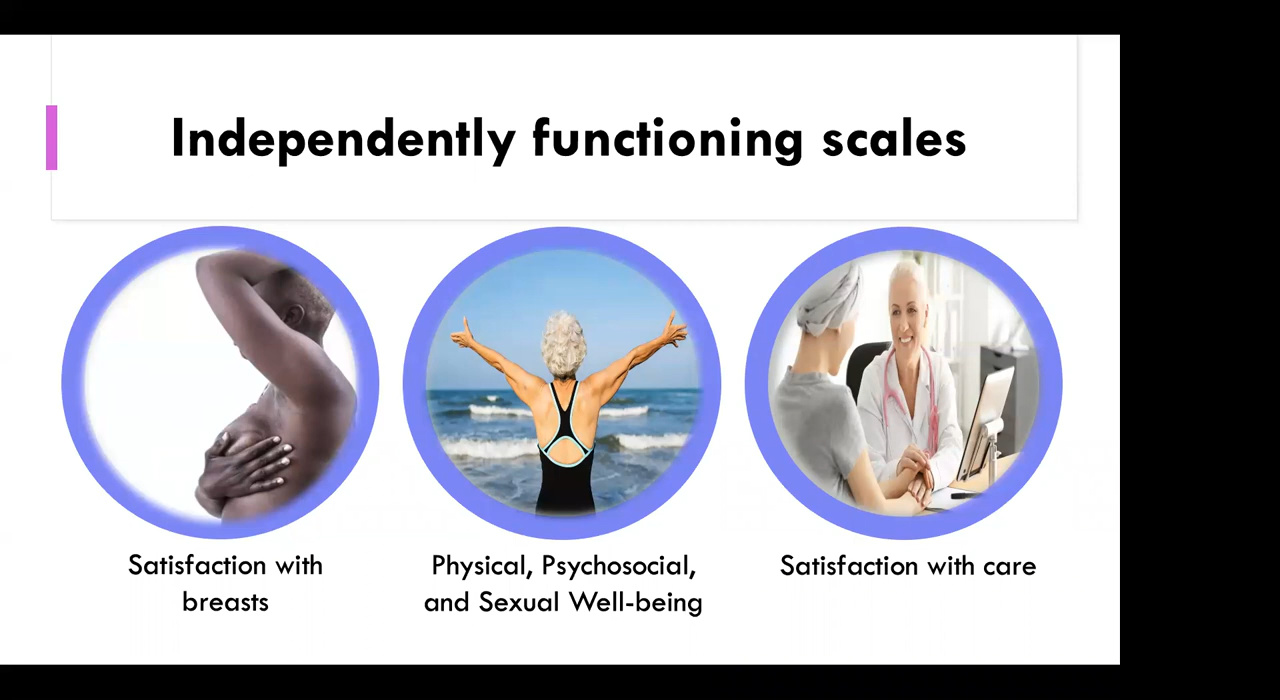 Independently functioning scales
Satisfaction with
breasts
Physical, Psychosocial,
and Sexual Well-being
Satisfaction with care